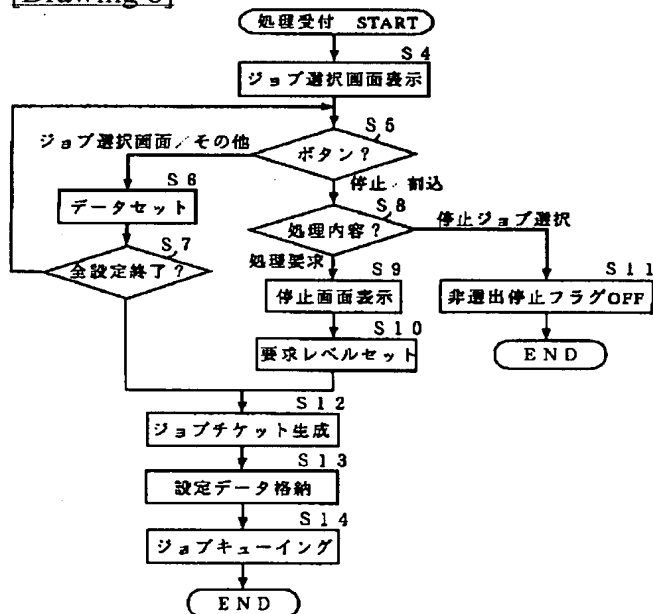 処理受付 START
S4
ジョブ選択画面表示
S5
ジョブ選択画面/その他
ボタン?
停止/割込
S6
データセット
S8
処理内容?
停止ジョブ選択
S7
全設定終了?
処理要求
S9
停止画面表示
S11
非選出停止フラグOFF
S10
要求レベルセット
END
S12
ジョブチケット生成
S13
設定データ格納
S14
ジョブキューイング
END